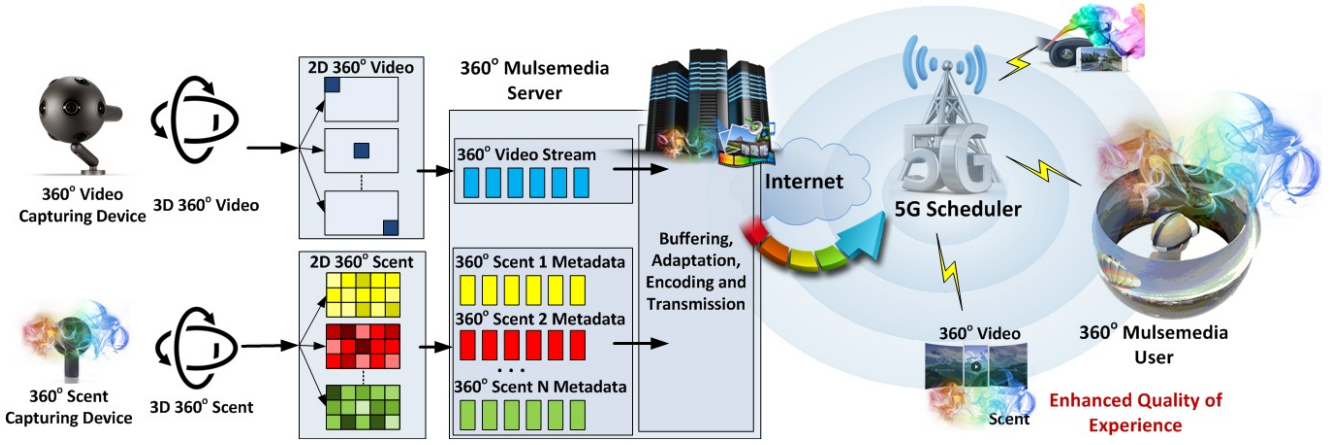 360° Video
Capturing Device
3D 360° Video
2D 360° Video
360° Mulsemedia
Server
360° Video Stream
Internet
5G
5G Scheduler
360° Scent
Capturing Device
3D 360° Scent
2D 360° Scent
360° Scent 1 Metadata
360° Scent 2 Metadata
...
360° Scent N Metadata
Buffering,
Adaptation,
Encoding and
Transmission
360° Video
Scent
360° Mulsemedia
User
Enhanced Quality of
Experience